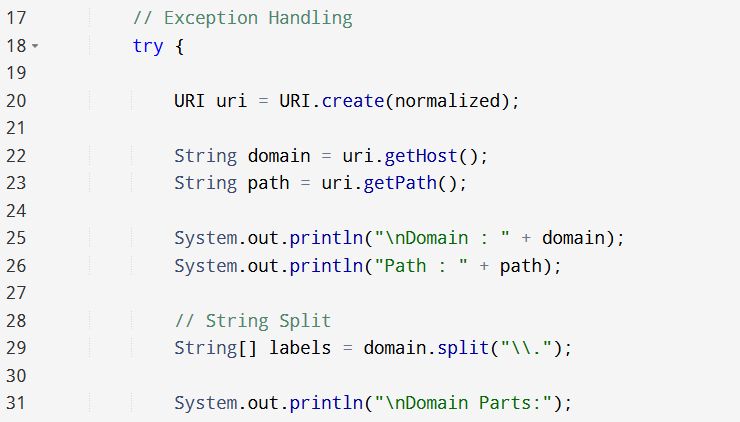 17 // Exception Handling
18 try {
19
20 URI uri = URI.create(normalized);
21
22 String domain = uri.getHost();
23 String path = uri.getPath();
24
25 System.out.println("\nDomain : " + domain);
26 System.out.println("Path : " + path);
27
28 // String Split
29 String[] labels = domain.split("\\.");
30
31 System.out.println("\nDomain Parts:");